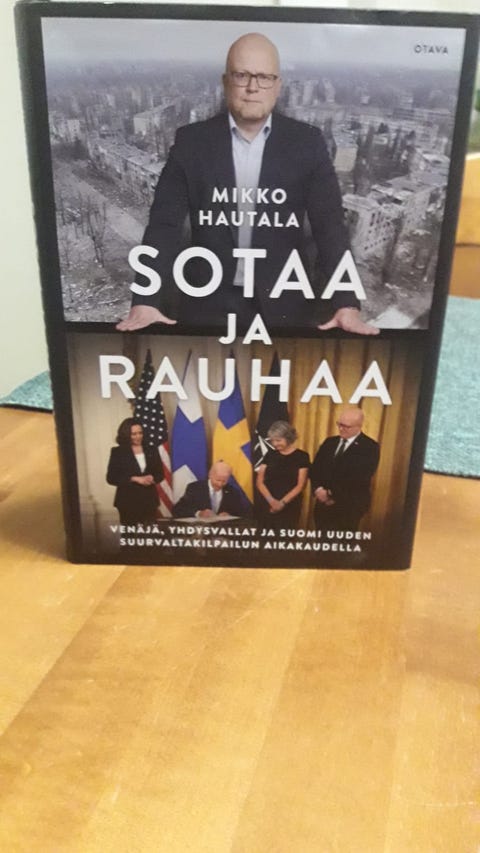 OTAVA
MIKKO
HAUTALA
SOTAA
JA
RAUHAA
VENÄJÄ, YHDYSVALLAT JA SUOMI UUDEN
SUURVALTAKILPAILUN AIKAKAUDELLA